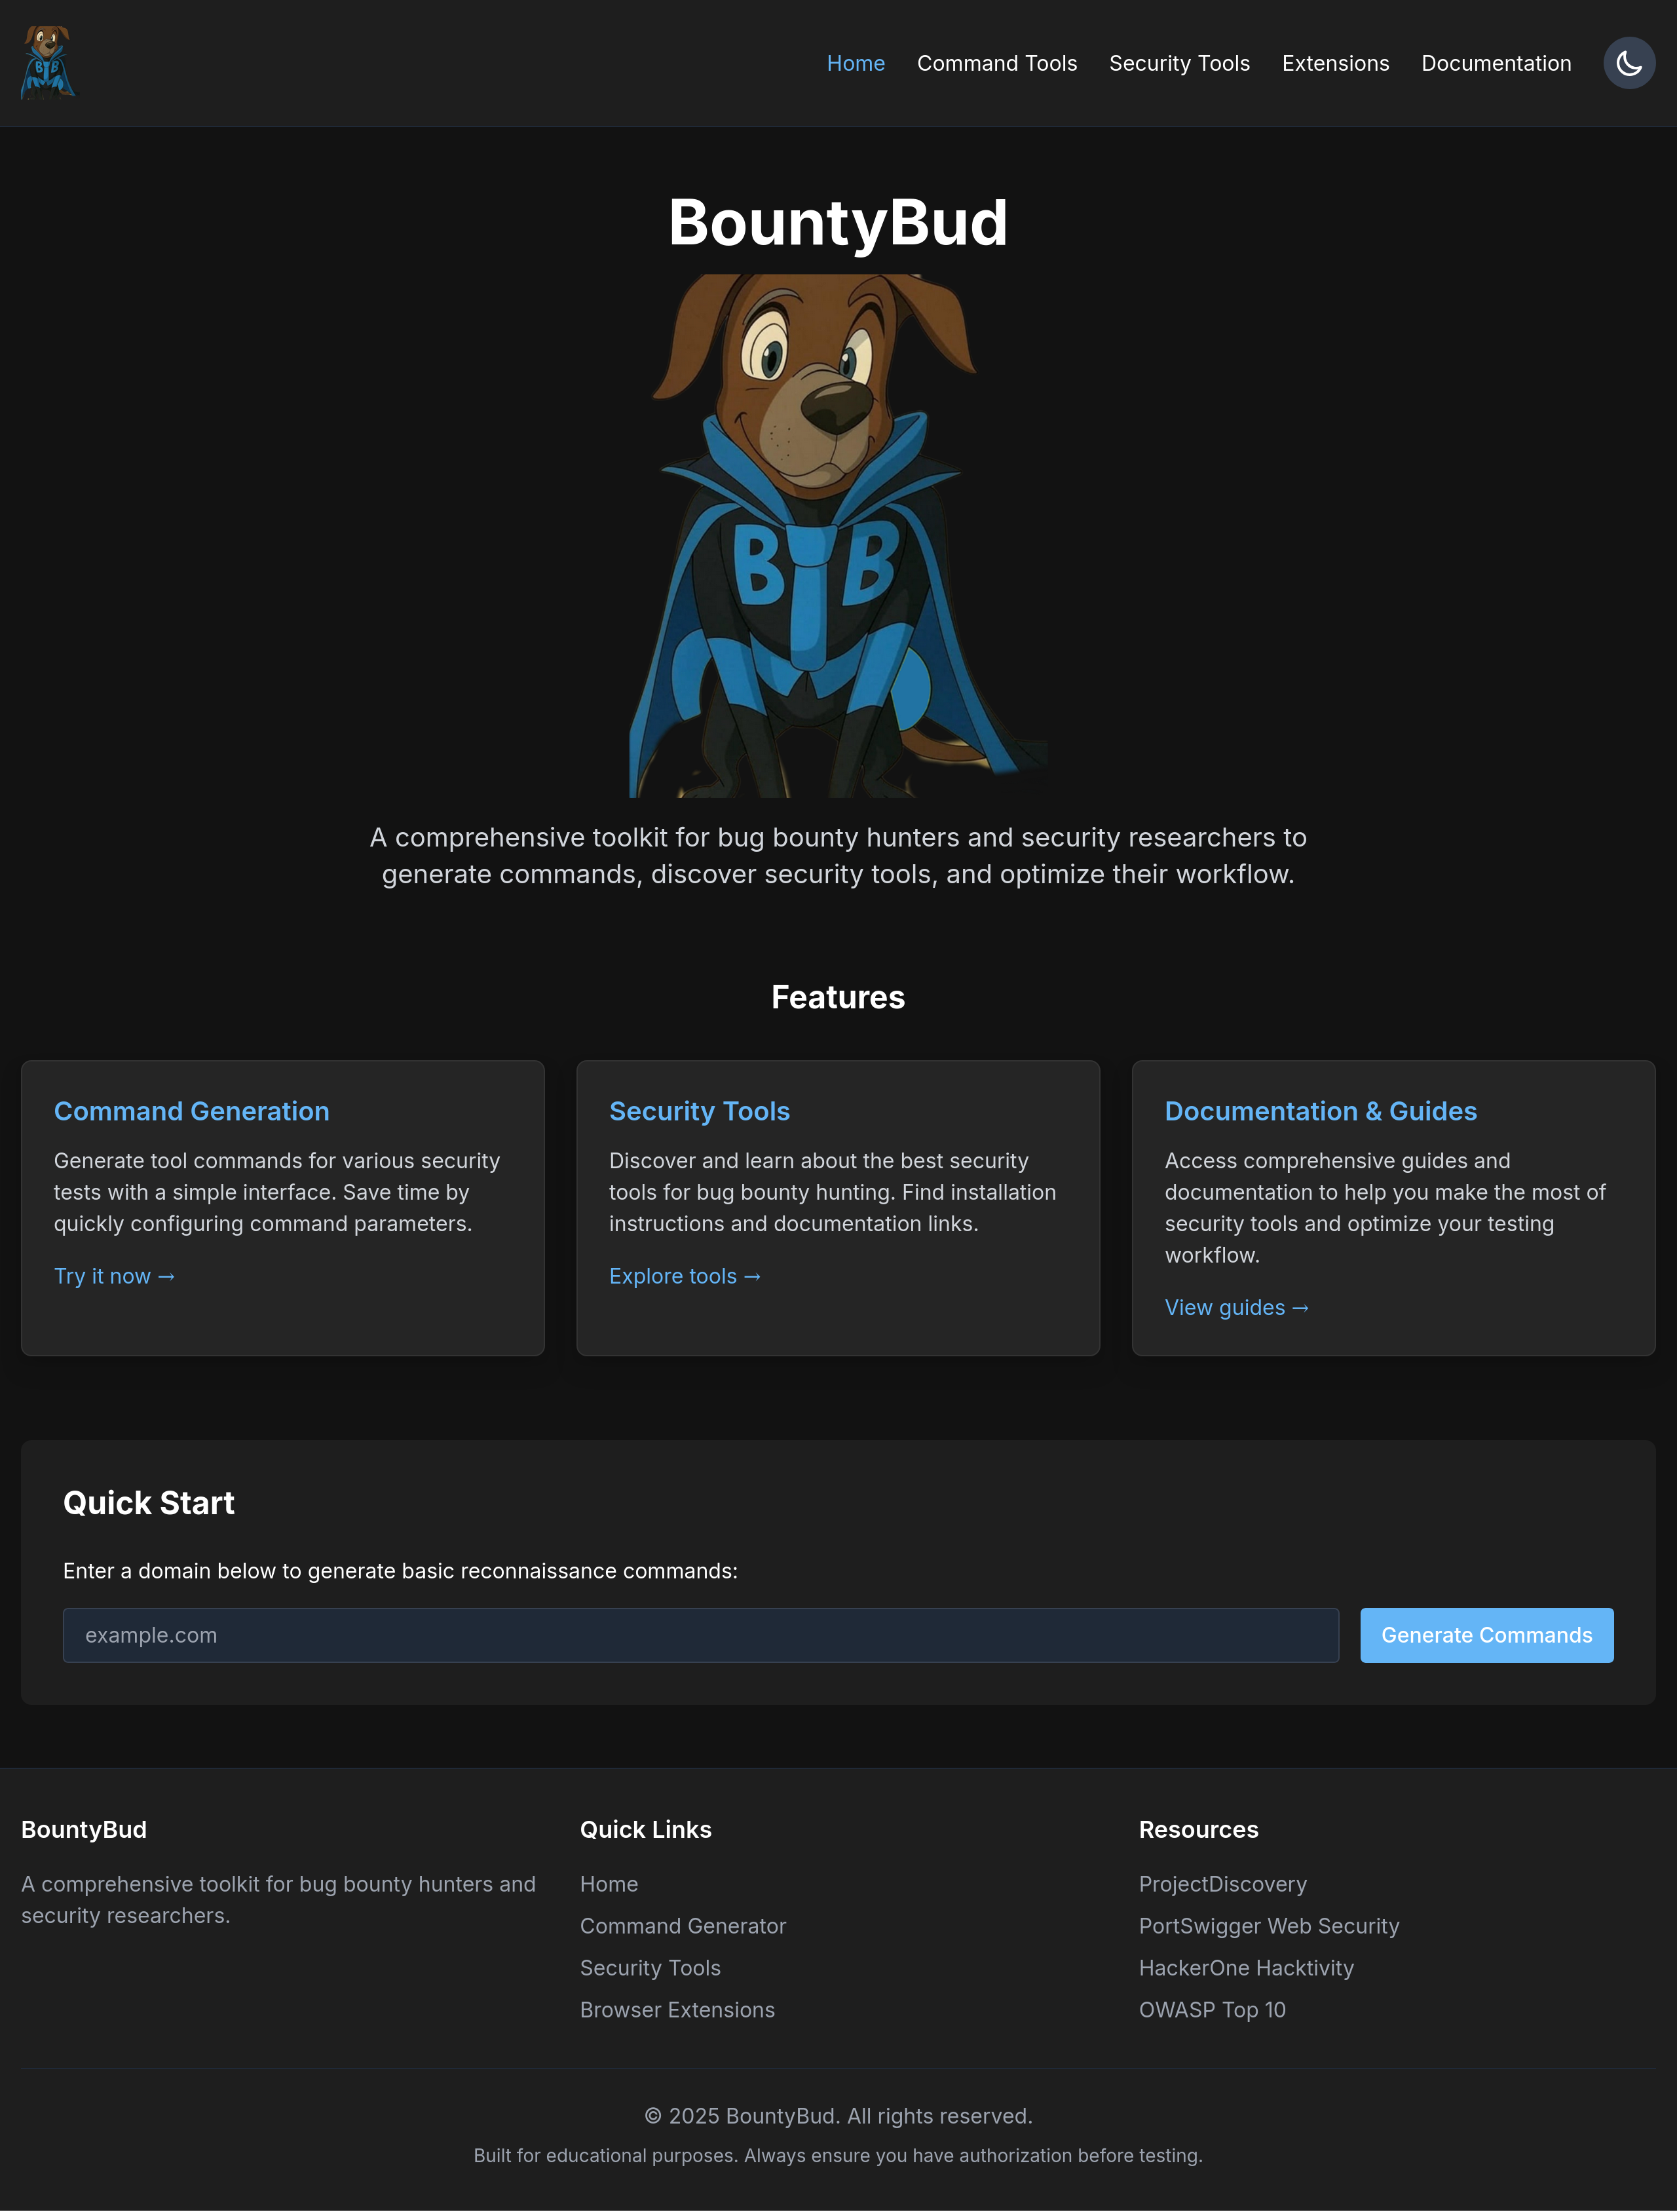 B B
Home Command Tools Security Tools Extensions Documentation
BountyBud
B B
A comprehensive toolkit for bug bounty hunters and security researchers to
generate commands, discover security tools, and optimize their workflow.
Features
Command Generation
Generate tool commands for various security
tests with a simple interface. Save time by
quickly configuring command parameters.
Try it now →
Security Tools
Discover and learn about the best security
tools for bug bounty hunting. Find installation
instructions and documentation links.
Explore tools →
Documentation & Guides
Access comprehensive guides and
documentation to help you make the most of
security tools and optimize your testing
workflow.
View guides →
Quick Start
Enter a domain below to generate basic reconnaissance commands:
example.com
Generate Commands
BountyBud
A comprehensive toolkit for bug bounty hunters and
security researchers.
Quick Links
Home
Command Generator
Security Tools
Browser Extensions
Resources
ProjectDiscovery
PortSwigger Web Security
HackerOne Hacktivity
OWASP Top 10
© 2025 BountyBud. All rights reserved.
Built for educational purposes. Always ensure you have authorization before testing.